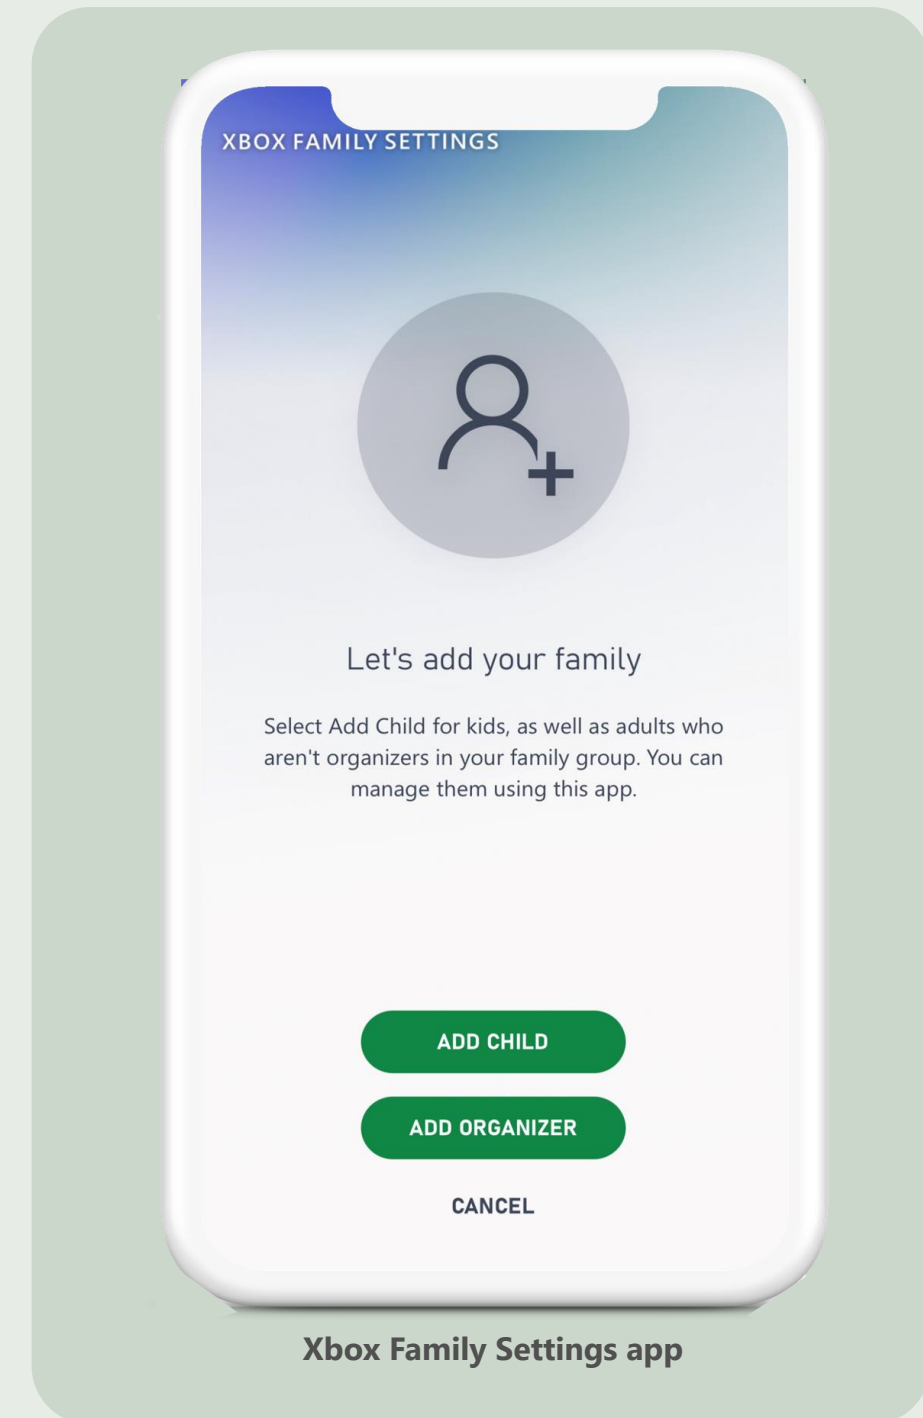 XBOX FAMILY SETTINGS
Let's add your family
Select Add Child for kids, as well as adults who
aren't organizers in your family group. You can
manage them using this app.
ADD CHILD
ADD ORGANIZER
CANCEL
Xbox Family Settings app